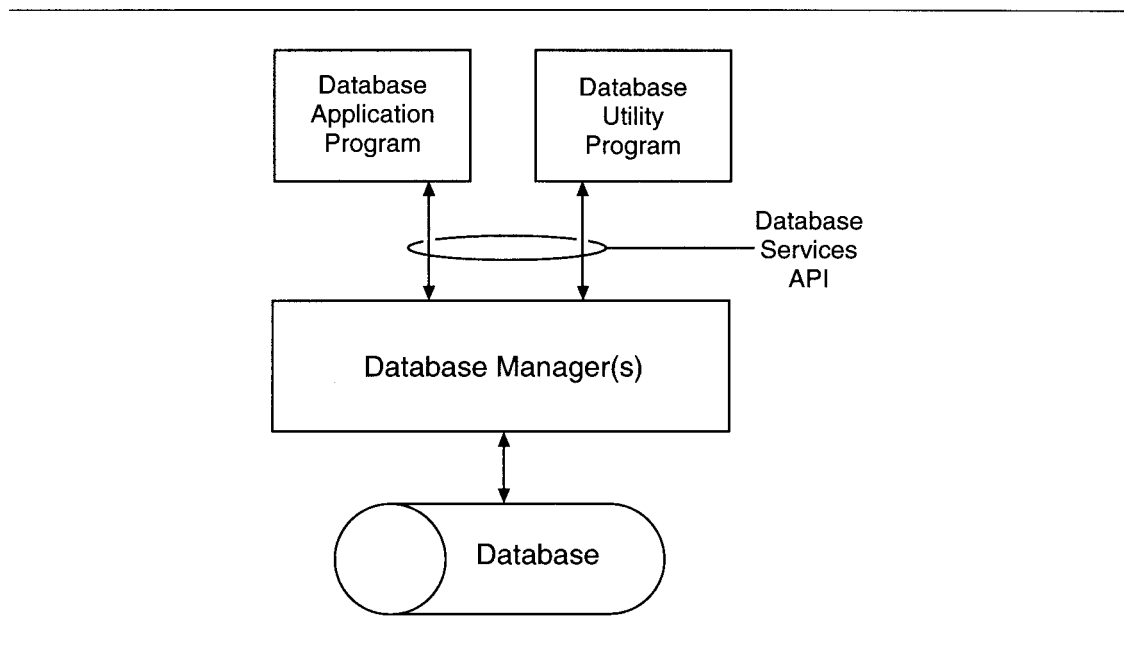 Database
Application
Program
Database
Utility
Program
Database
Services
API
Database Manager(s)
Database